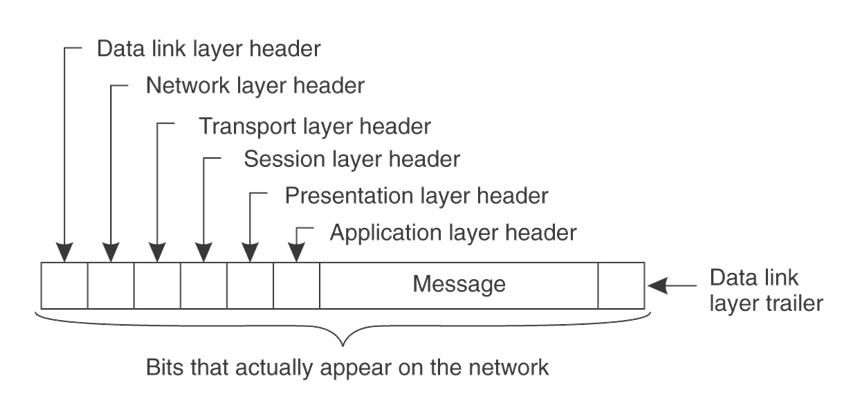 Data link layer header
Network layer header
Transport layer header
Session layer header
Presentation layer header
Application layer header
Message
Data link
layer trailer
Bits that actually appear on the network